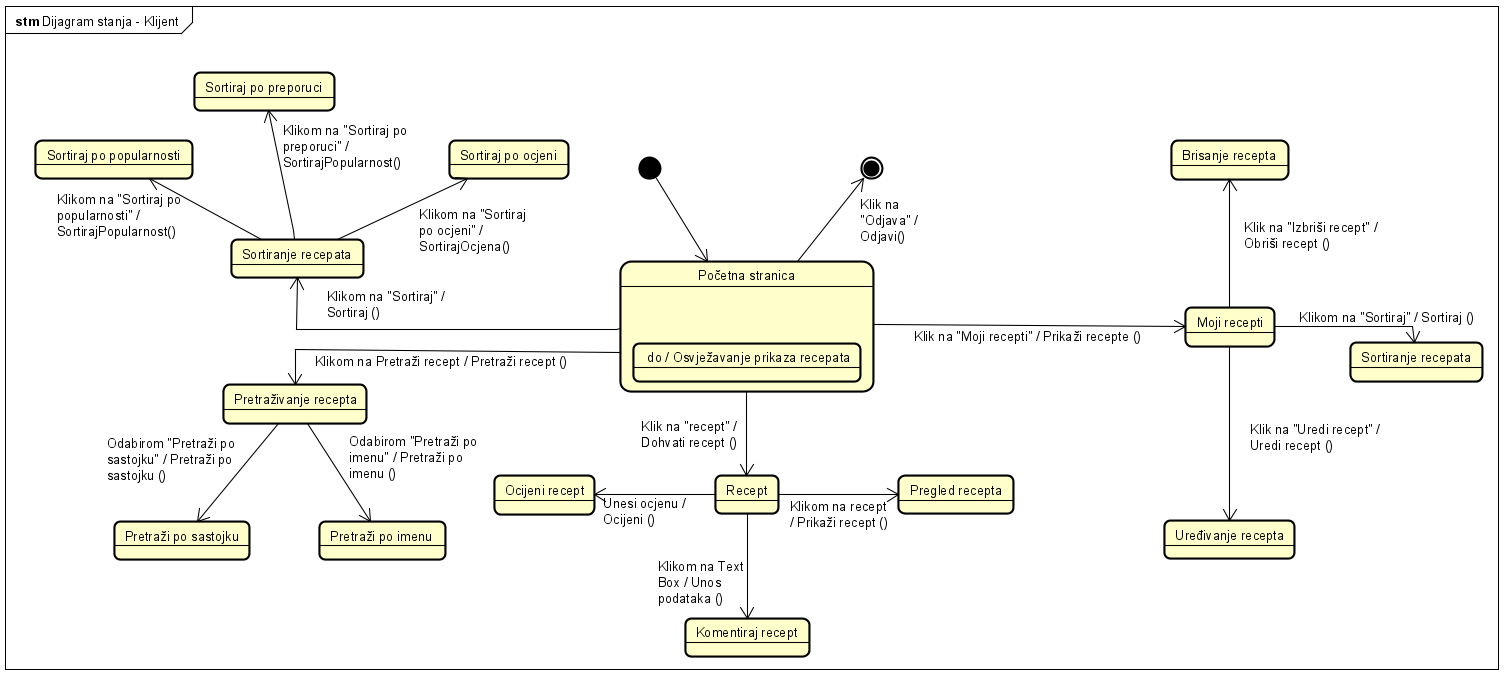 stm Dijagram stanja - Klijent
Sortiraj po preporuci
Klikom na "Sortiraj po
preporuci" /
SortirajPopularnost()
Sortiraj po popularnosti
Klikom na "Sortiraj po
popularnosti" /
SortirajPopularnost()
Sortiraj po ocjeni
Klikom na "Sortiraj
po ocjeni" /
SortirajOcjena()
Sortiranje recepata
Klikom na "Sortiraj" /
Sortiraj ()
Klik na
"Odjava" /
Odjavi()
Početna stranica
do / Osvježavanje prikaza recepata
Klikom na Pretraži recept / Pretraži recept ()
Pretraživanje recepta
Odabirom "Pretraži po
sastojku" / Pretraži po
sastojku ()
Odabirom "Pretraži po
imenu" / Pretraži po
imenu ()
Pretraži po sastojku
Pretraži po imenu
Klik na "recept" /
Dohvati recept ()
Ocijeni recept
Unesi ocjenu /
Ocijeni ()
Recept
Klikom na recept
/ Prikaži recept ()
Pregled recepta
Klikom na Text
Box / Unos
podataka ()
Komentiraj recept
Klik na "Moji recepti" / Prikaži recepte ()
Brisanje recepta
Klik na "Izbriši recept" /
Obriši recept ()
Moji recepti
Klikom na "Sortiraj" / Sortiraj ()
Sortiranje recepata
Klik na "Uredi recept" /
Uredi recept ()
Uređivanje recepta